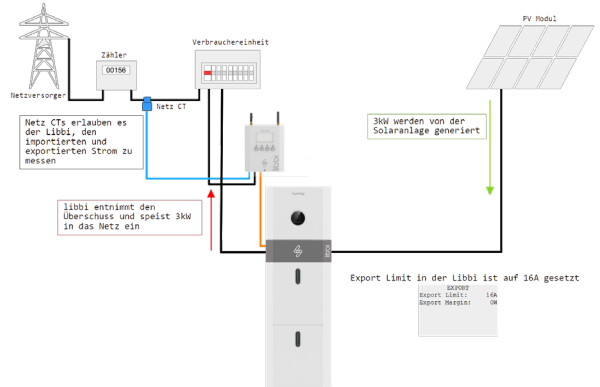 PV Modul
Verbrauchereinheit
Zähler
00156
Netzversorger
Netz CT
Netz CTs erlauben es
der Libbi, den
importierten und
exportierten Strom zu
messen
3kW werden von der
Solaranlage generiert
libbi entnimmt den
Überschuss und speist 3kW
in das Netz ein
libbi
Export Limit in der Libbi ist auf 16A gesetzt
EXPORT
Export Limit: 16A
Export Margin: 0W